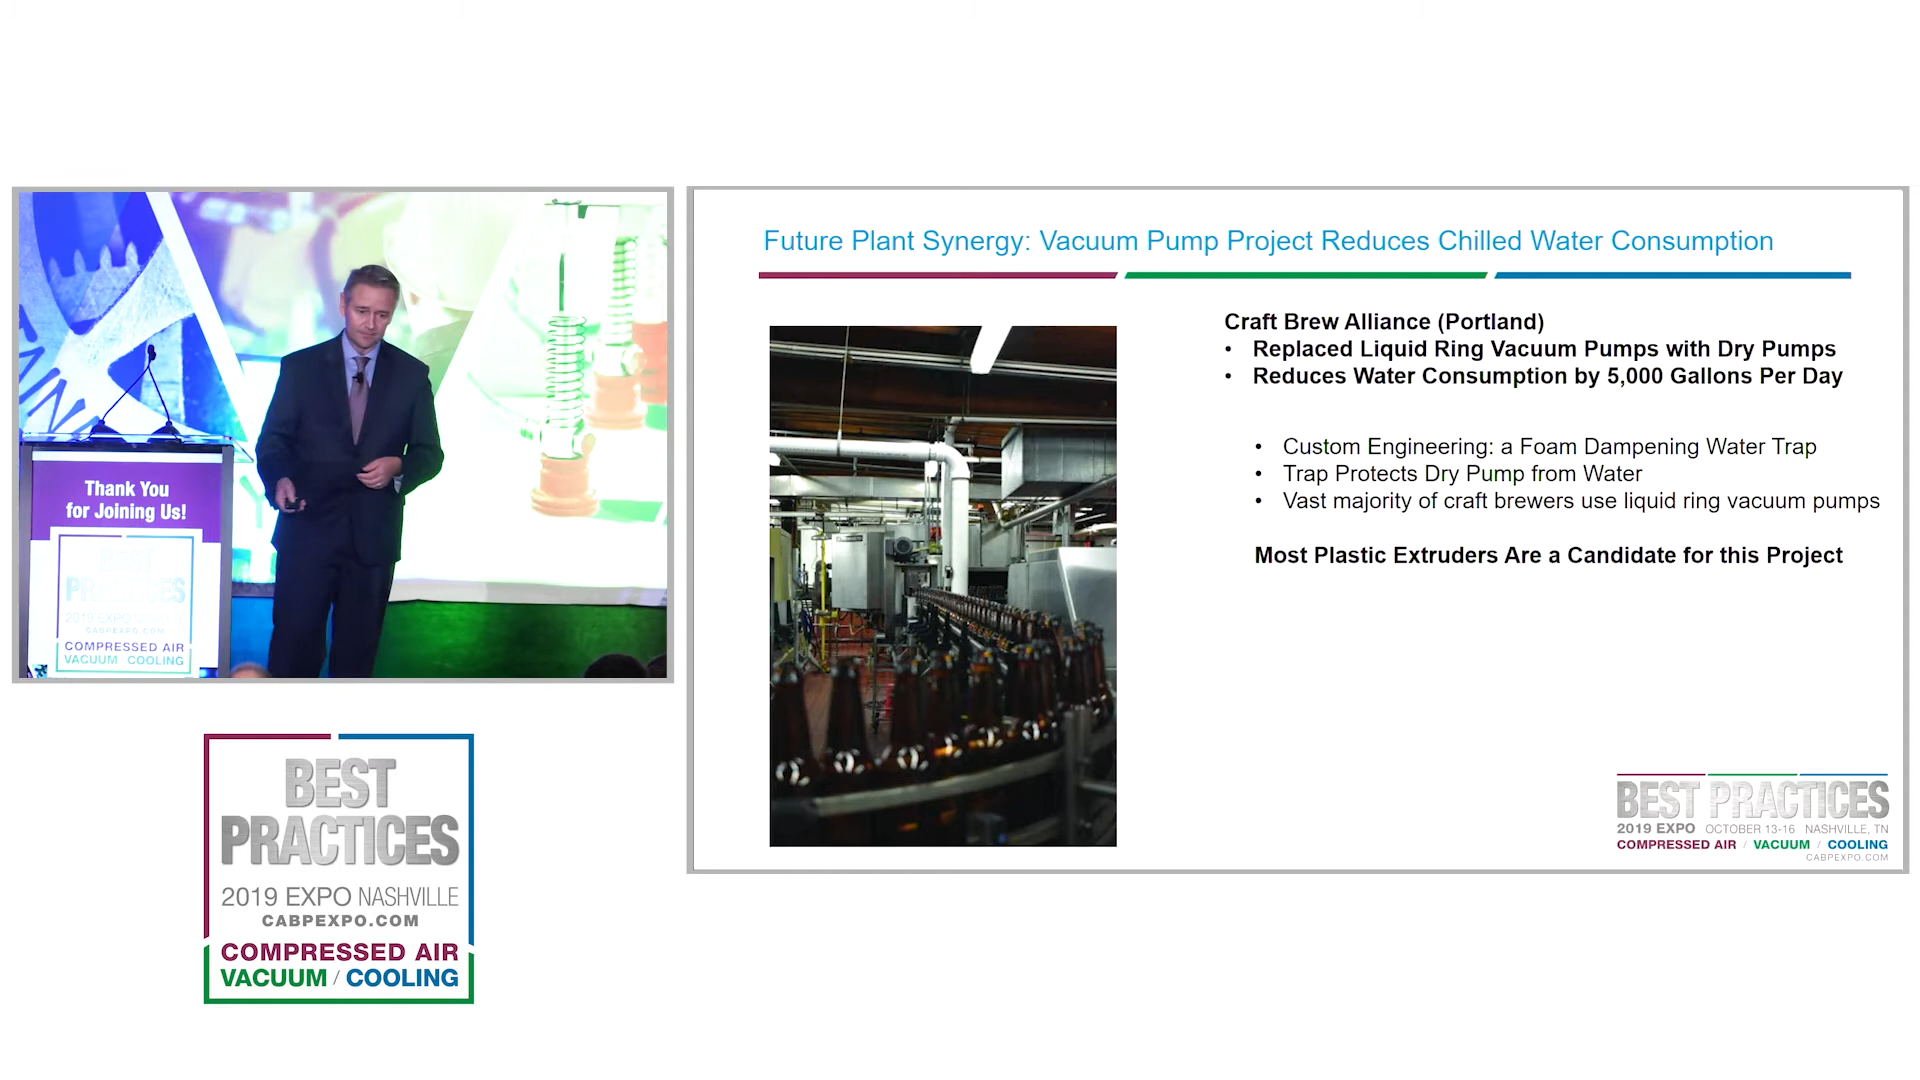 Thank You
for Joining Us!
BEST
PRACTICES
2019 EXPO
CABPEXPO.COM
COMPRESSED AIR
VACUUM COOLING
BEST
PRACTICES
2019 EXPO NASHVILLE
CABPEXPO.COM
COMPRESSED AIR
VACUUM / COOLING
Future Plant Synergy: Vacuum Pump Project Reduces Chilled Water Consumption
Craft Brew Alliance (Portland)
• Replaced Liquid Ring Vacuum Pumps with Dry Pumps
• Reduces Water Consumption by 5,000 Gallons Per Day
• Custom Engineering: a Foam Dampening Water Trap
• Trap Protects Dry Pump from Water
• Vast majority of craft brewers use liquid ring vacuum pumps
Most Plastic Extruders Are a Candidate for this Project
BEST PRACTICES
2019 EXPO OCTOBER 13-16 NASHVILLE, TN
COMPRESSED AIR / VACUUM / COOLING
CABPEXPO.COM